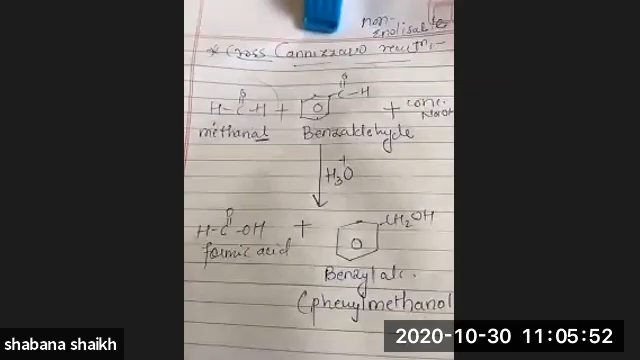 non-
enolisable
* Cross Cannizzaro reactn,-
O
H-C-H + C-H + conc. NaOH
methanal Benzaldehyde
H3O+
O
H-C-OH + CH2OH
formic acid
Benzyl alc.
(phenylmethanol
shabana shaikh
2020-10-30 11:05:52